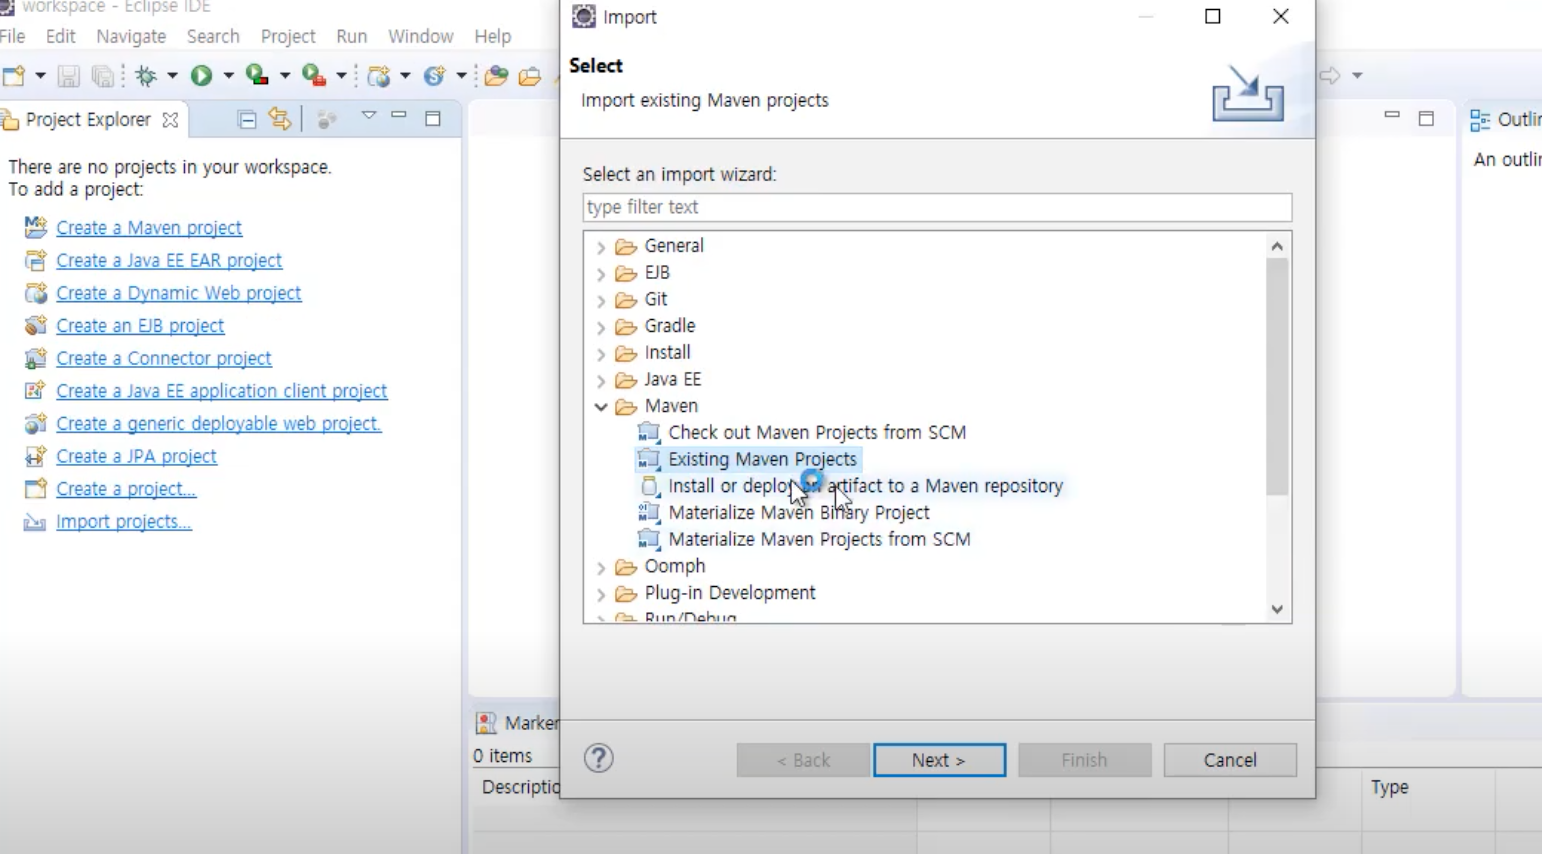 workspace - Eclipse IDE
File Edit Navigate Search Project Run Window Help
Project Explorer
There are no projects in your workspace.
To add a project:
Create a Maven project
Create a Java EE EAR project
Create a Dynamic Web project
Create an EJB project
Create a Connector project
Create a Java EE application client project
Create a generic deployable web project.
Create a JPA project
Create a project...
Import projects...
Import
Select
Import existing Maven projects
Select an import wizard:
type filter text
General
EJB
Git
Gradle
Install
Java EE
Maven
Check out Maven Projects from SCM
Existing Maven Projects
Install or deploy an artifact to a Maven repository
Materialize Maven Binary Project
Materialize Maven Projects from SCM
Oomph
Plug-in Development
Run/Debug
< Back Next > Finish Cancel
Outlin
An outlin
Marker
0 items
Descriptio Type